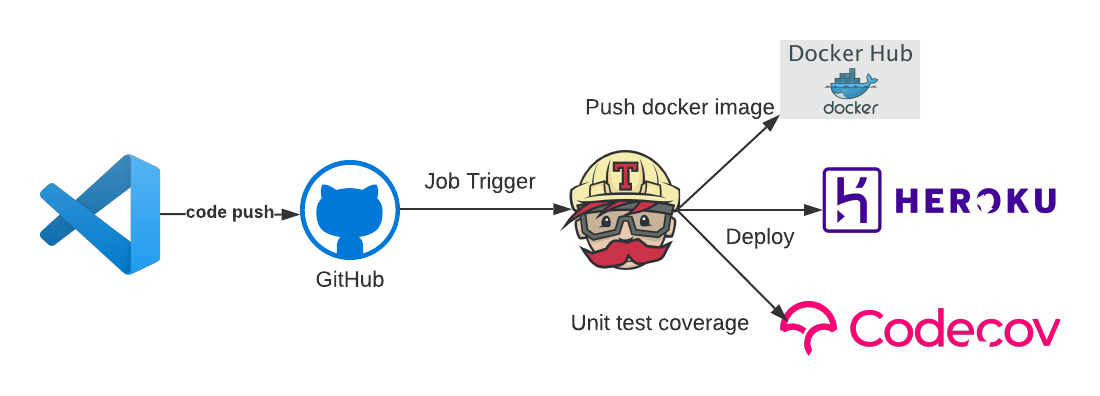 code push
GitHub
Job Trigger
T
Push docker image
Docker Hub
docker
Deploy
HEROKU
Unit test coverage
Codecov